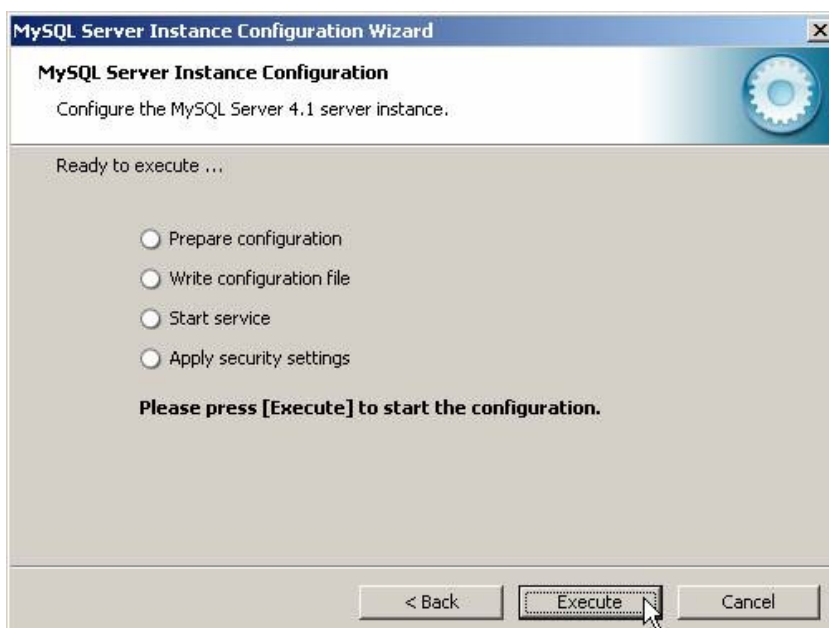 MySQL Server Instance Configuration Wizard
MySQL Server Instance Configuration
Configure the MySQL Server 4.1 server instance.
Ready to execute ...
Prepare configuration
Write configuration file
Start service
Apply security settings
Please press [Execute] to start the configuration.
< Back
Execute
Cancel